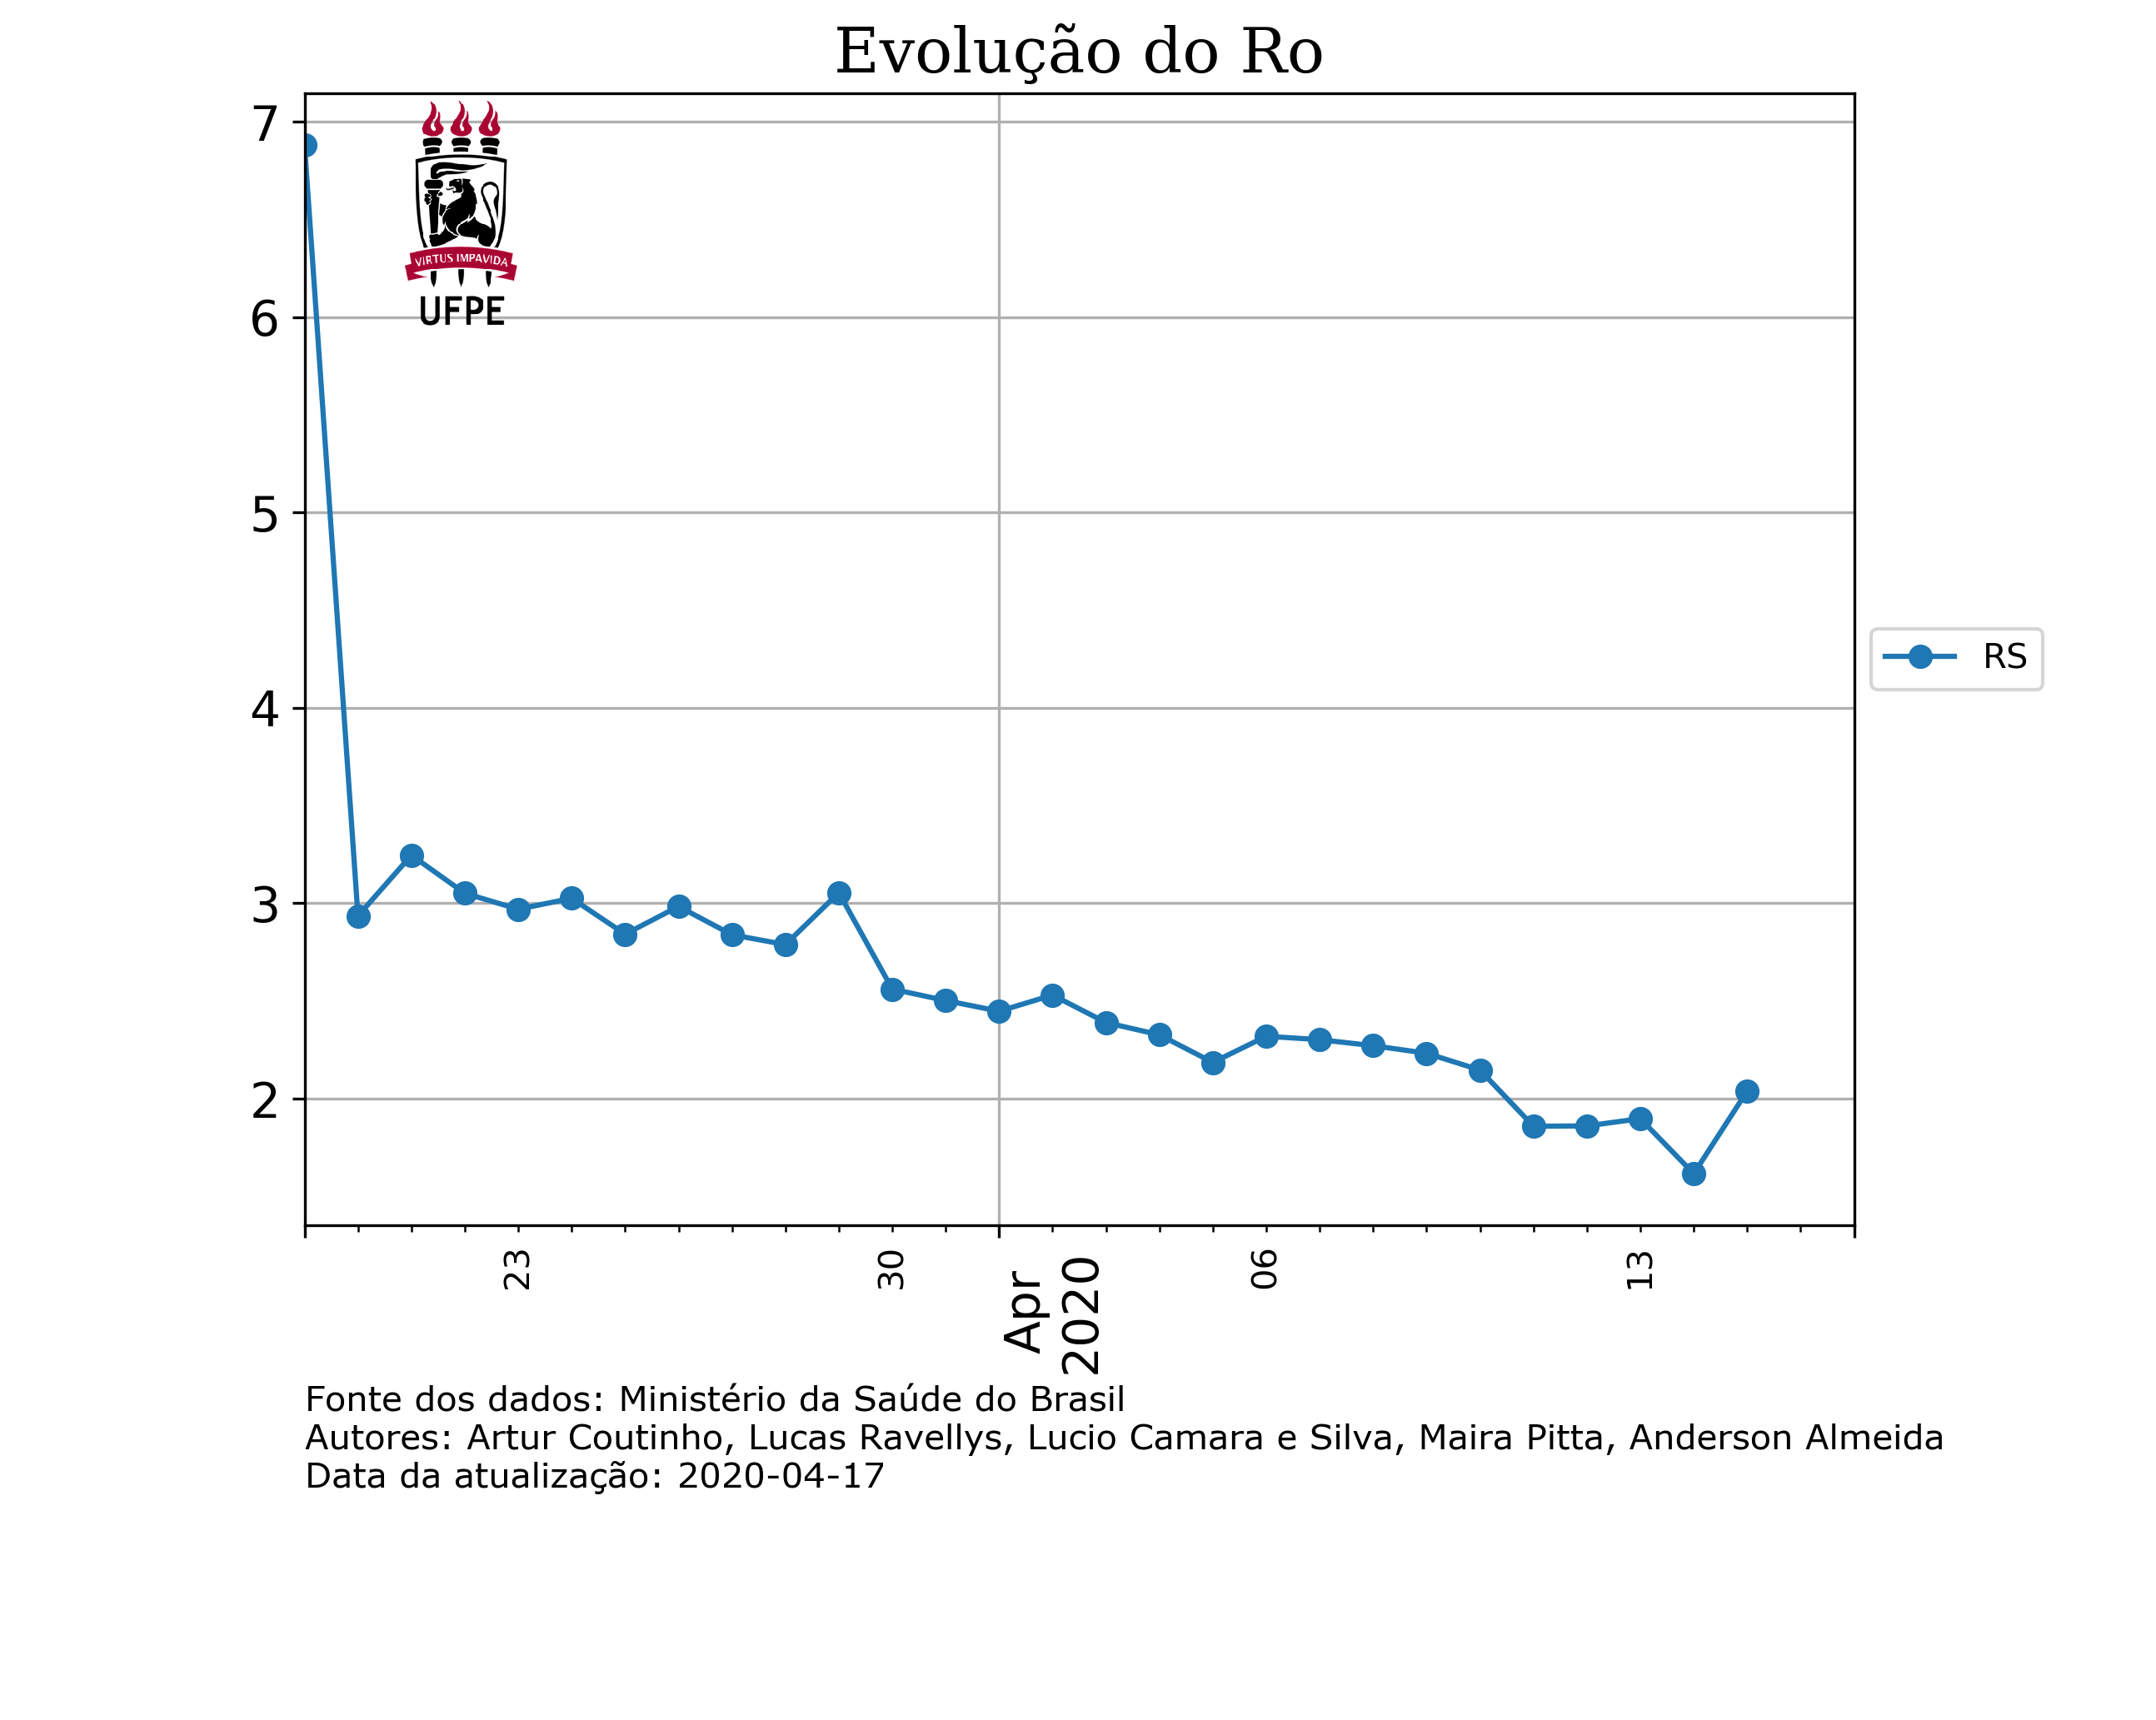 Evolução do Ro
7
VIRTUS IMPAVIDA
UFPE
6
5
4
3
2
RS
23
30
Apr
2020
06
13
Fonte dos dados: Ministério da Saúde do Brasil
Autores: Artur Coutinho, Lucas Ravellys, Lucio Camara e Silva, Maira Pitta, Anderson Almeida
Data da atualização: 2020-04-17